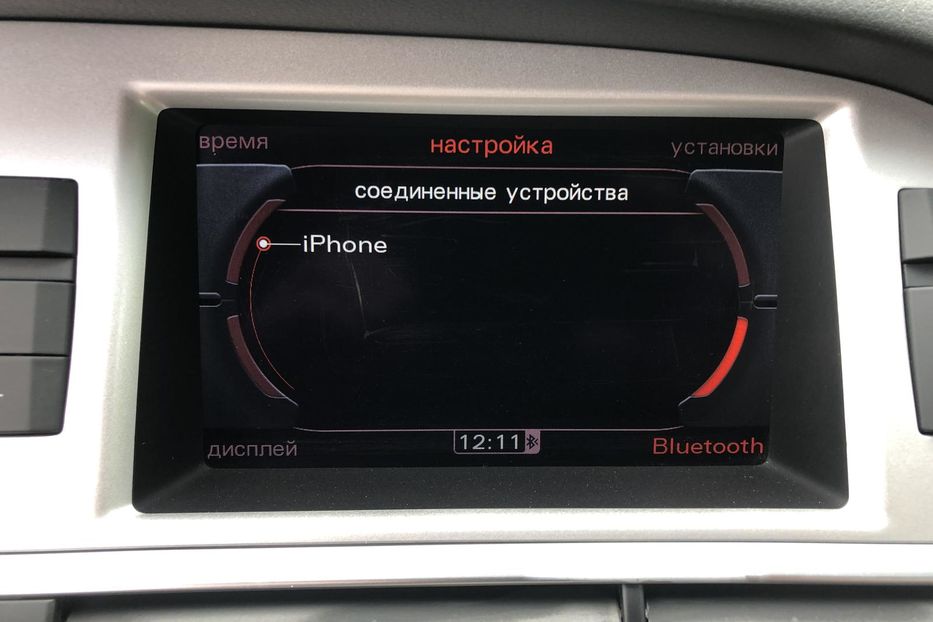 время настройка установки
соединенные устройства
iPhone
дисплей 12:11 Bluetooth